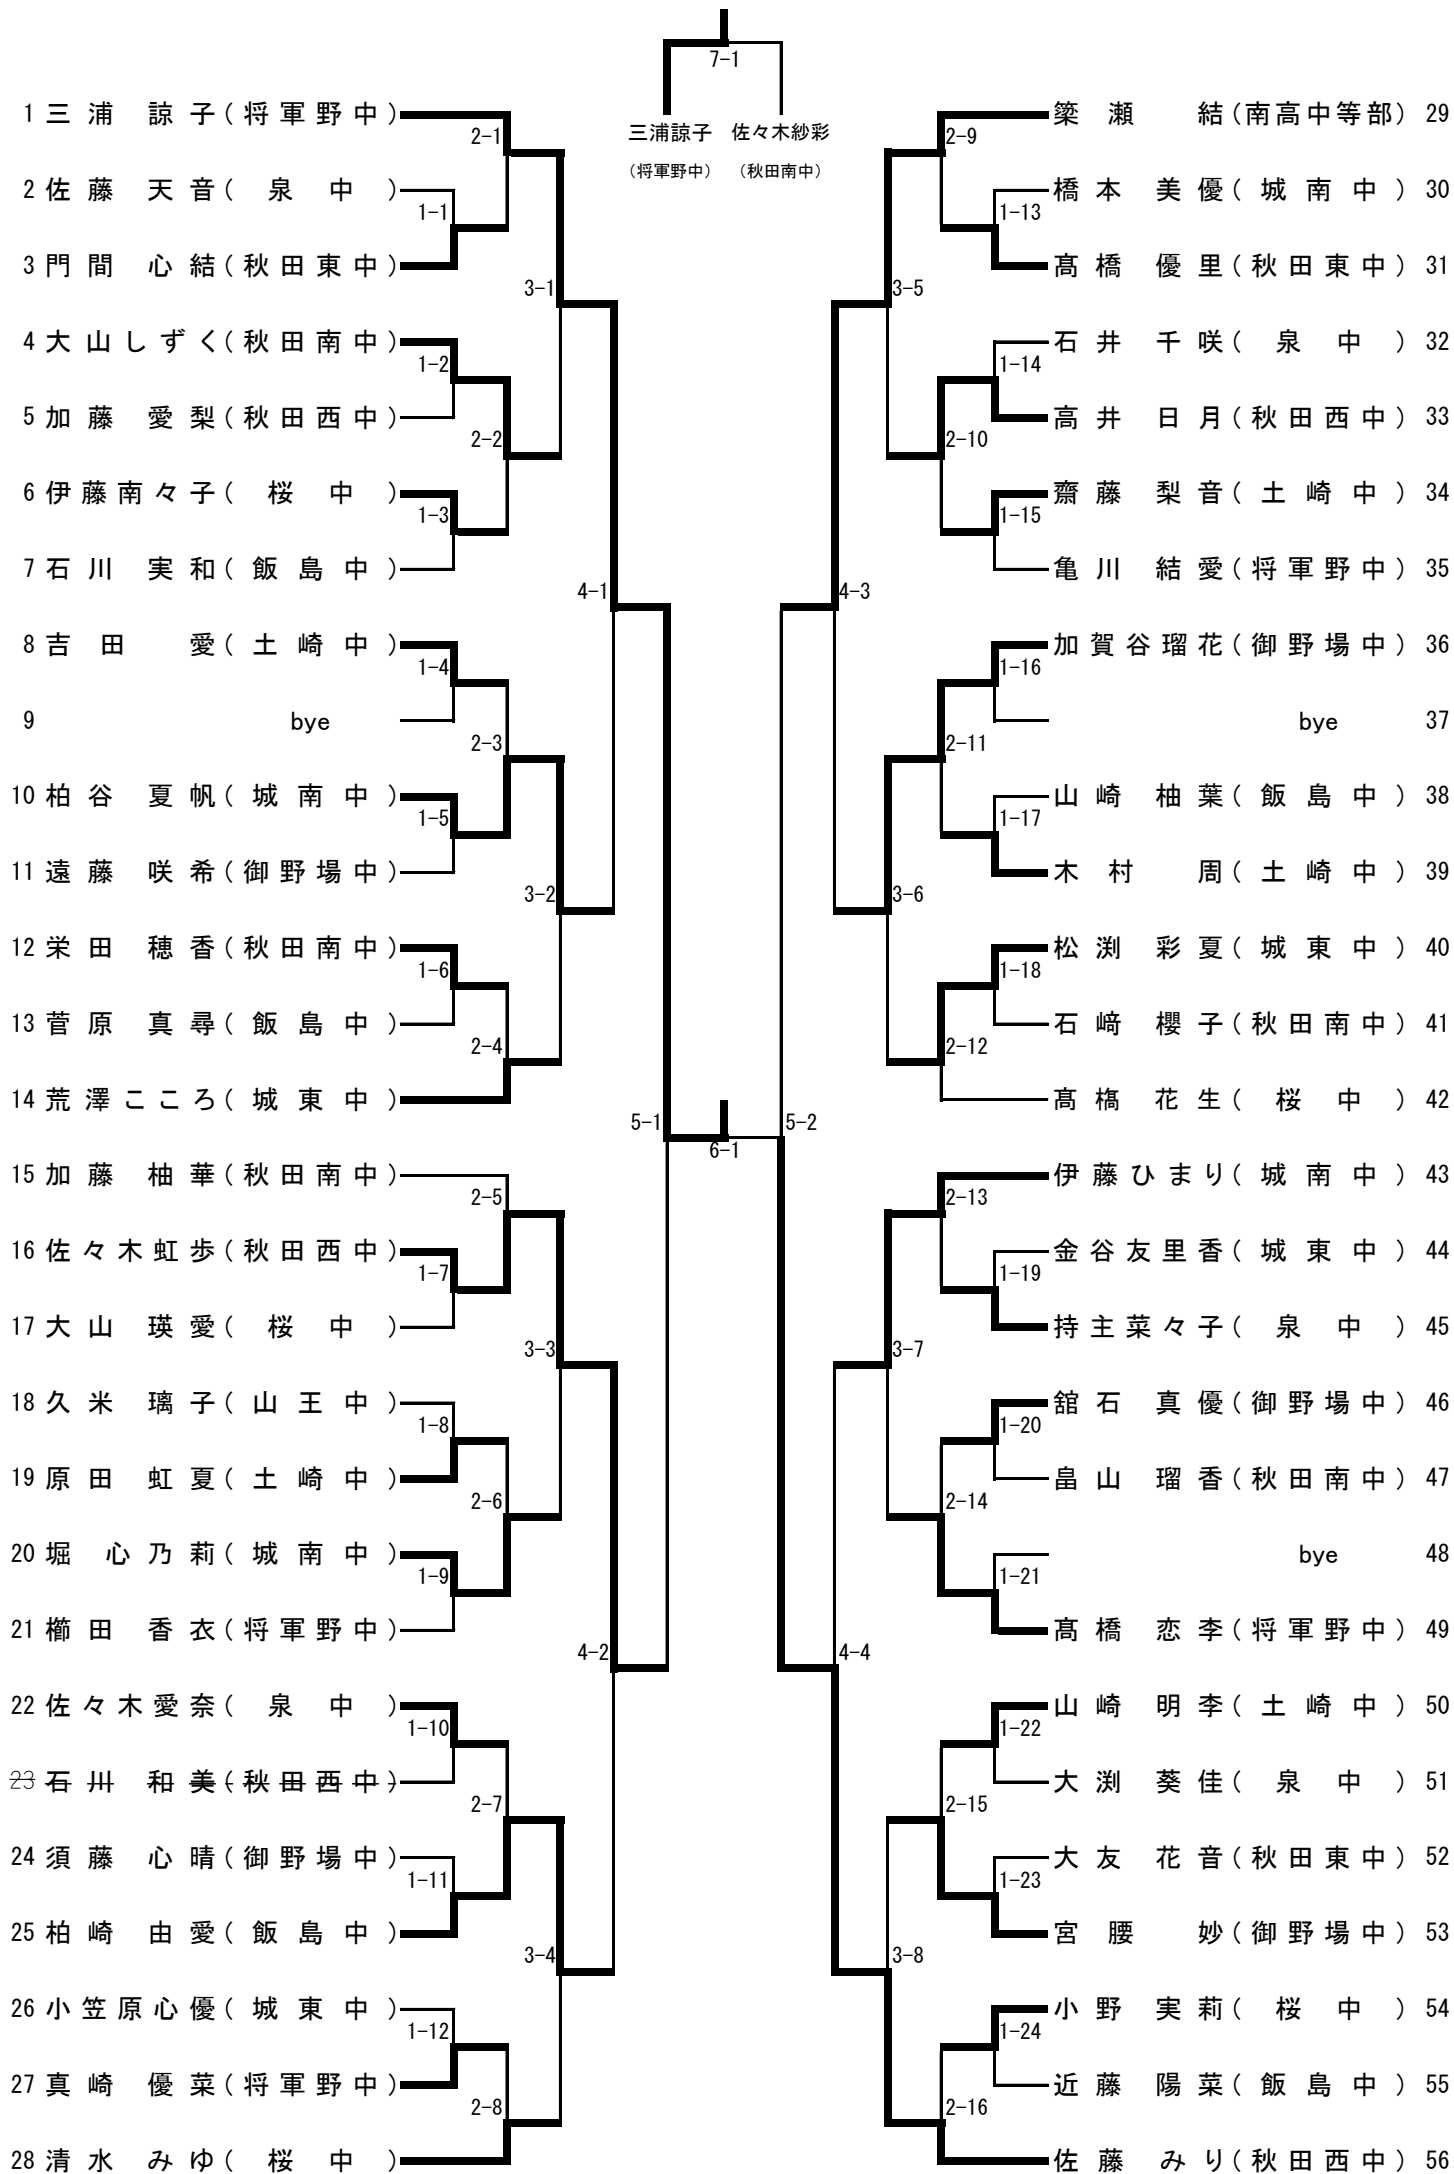 7-1
三浦諒子 佐々木紗彩
(将軍野中) (秋田南中)
1 三浦 諒子(将軍野中)
2-1
2 佐藤 天音(泉中)
1-1
3 門間 心結(秋田東中)
3-1
4 大山しずく(秋田南中)
1-2
5 加藤 愛梨(秋田西中)
2-2
6 伊藤南々子(桜中)
1-3
7 石川 実和(飯島中)
4-1
8 吉田 愛(土崎中)
1-4
9 bye
2-3
10 柏谷 夏帆(城南中)
1-5
11 遠藤 咲希(御野場中)
3-2
12 栄田 穂香(秋田南中)
1-6
13 菅原 真尋(飯島中)
2-4
14 荒澤こころ(城東中)
5-1
6-1
15 加藤 柚華(秋田南中)
2-5
16 佐々木虹歩(秋田西中)
1-7
17 大山 瑛愛(桜中)
3-3
18 久米 璃子(山王中)
1-8
19 原田 虹夏(土崎中)
2-6
20 堀 心乃莉(城南中)
1-9
21 櫛田 香衣(将軍野中)
4-2
22 佐々木愛奈(泉中)
1-10
23 石川 和美(秋田西中)
2-7
24 須藤 心晴(御野場中)
1-11
25 柏崎 由愛(飯島中)
3-4
26 小笠原心優(城東中)
1-12
27 真崎 優菜(将軍野中)
2-8
28 清水 みゆ(桜中)
簗瀬 結(南高中等部) 29
2-9
橋本 美優(城南中) 30
1-13
髙橋 優里(秋田東中) 31
3-5
石井 千咲(泉中) 32
1-14
高井 日月(秋田西中) 33
2-10
齋藤 梨音(土崎中) 34
1-15
亀川 結愛(将軍野中) 35
4-3
加賀谷瑠花(御野場中) 36
1-16
bye 37
2-11
山崎 柚葉(飯島中) 38
1-17
木村 周(土崎中) 39
3-6
松渕 彩夏(城東中) 40
1-18
石﨑 櫻子(秋田南中) 41
2-12
髙橋 花生(桜中) 42
5-2
伊藤ひまり(城南中) 43
2-13
金谷友里香(城東中) 44
1-19
持主菜々子(泉中) 45
3-7
舘石 真優(御野場中) 46
1-20
畠山 瑠香(秋田南中) 47
2-14
bye 48
1-21
髙橋 恋李(将軍野中) 49
4-4
山崎 明李(土崎中) 50
1-22
大渕 葵佳(泉中) 51
2-15
大友 花音(秋田東中) 52
1-23
宮腰 妙(御野場中) 53
3-8
小野 実莉(桜中) 54
1-24
近藤 陽菜(飯島中) 55
2-16
佐藤 みり(秋田西中) 56